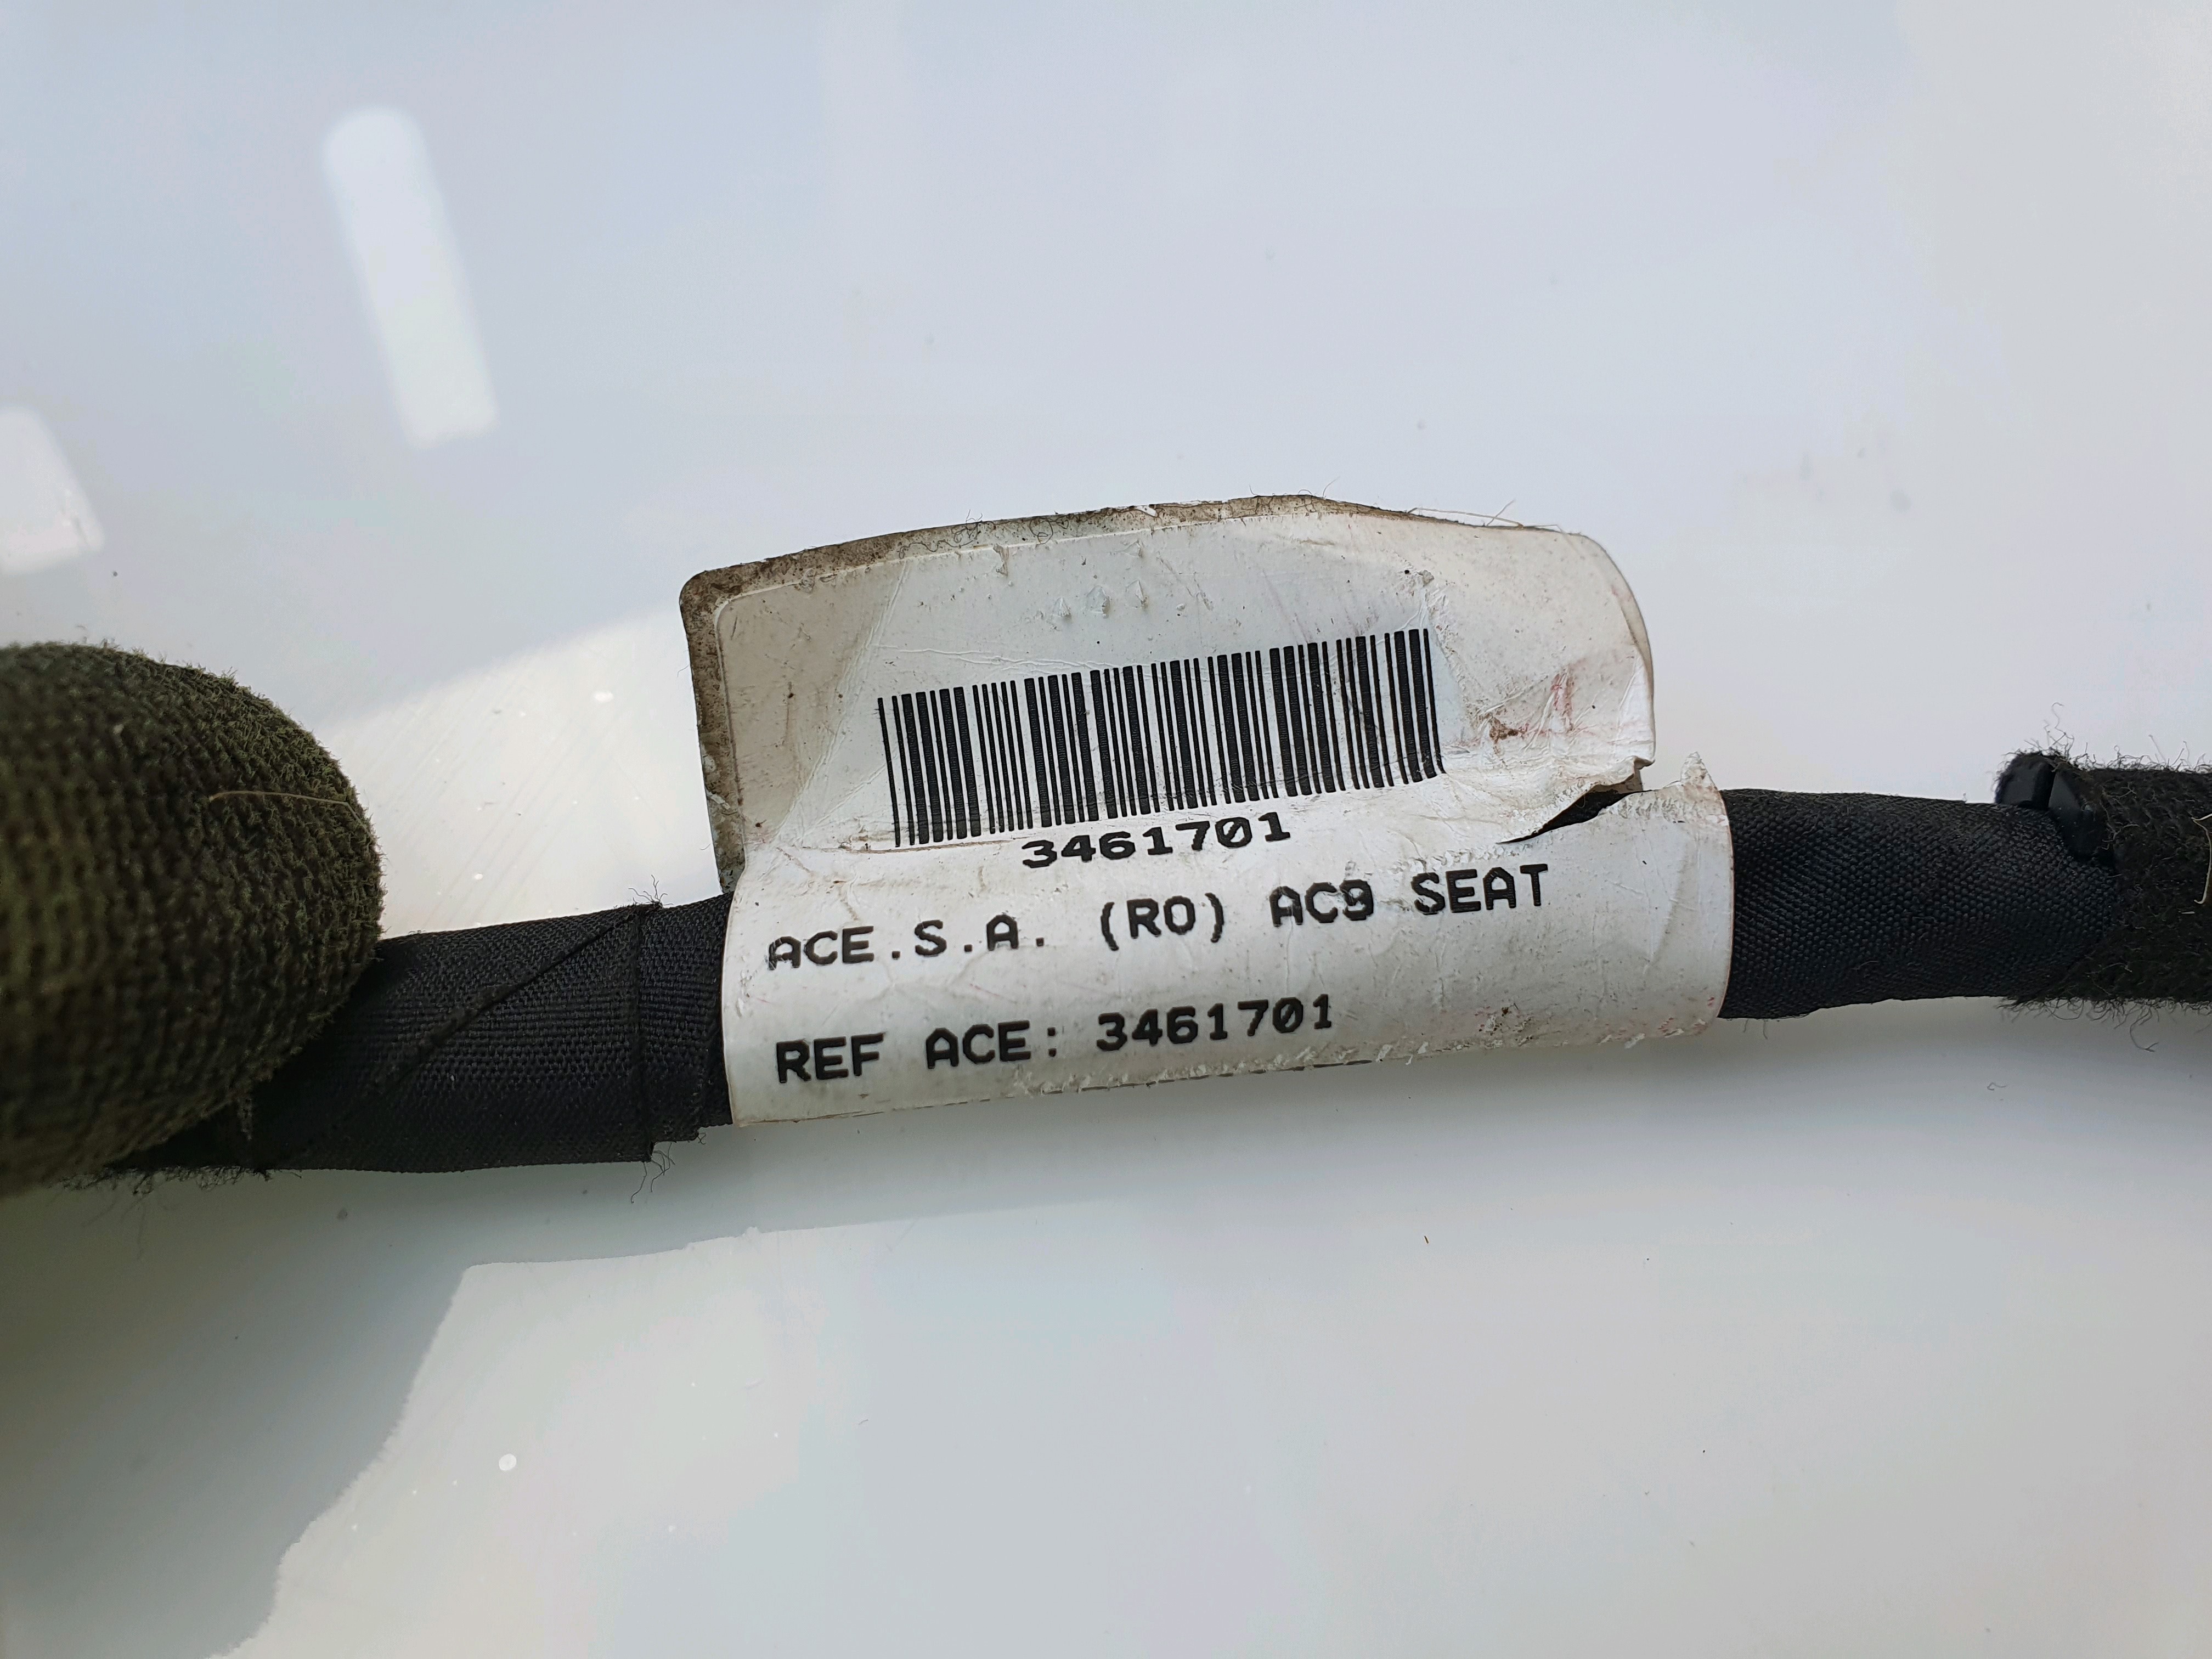 3461701
ACE.S.A. (RO) AC9 SEAT
REF ACE: 3461701